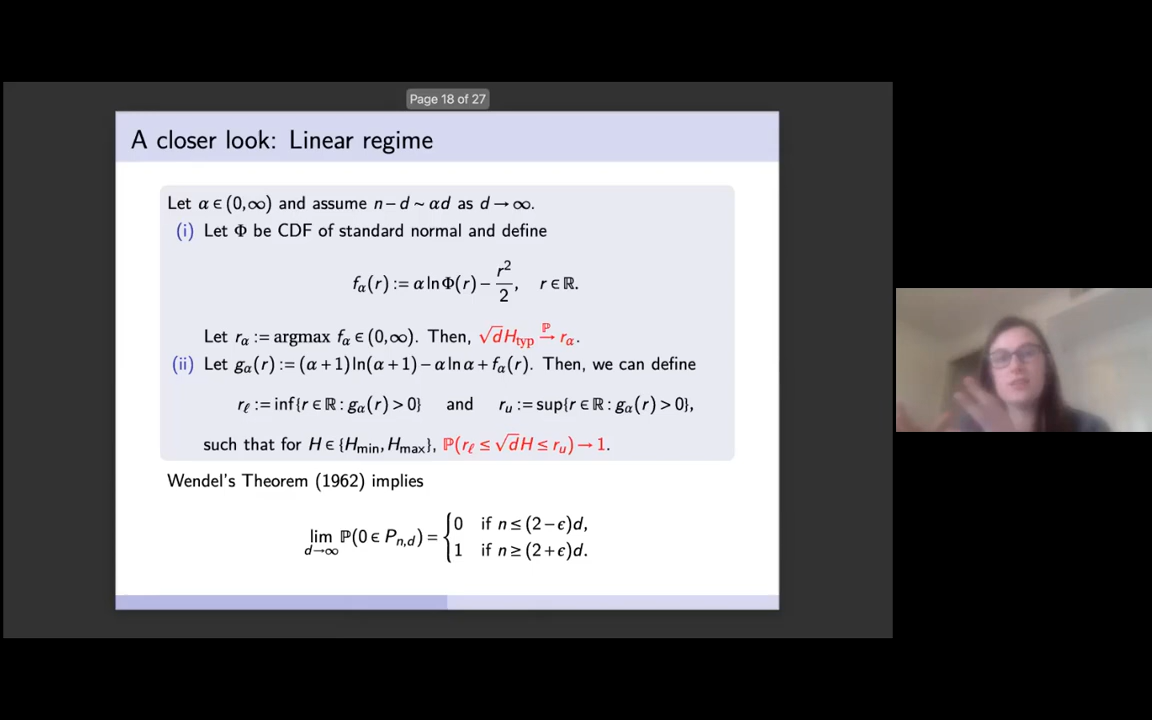 Page 18 of 27
A closer look: Linear regime
Let α ∈ (0,∞) and assume n − d ~ αd as d → ∞.
(i) Let Φ be CDF of standard normal and define
f_α(r) := α ln Φ(r) − r²/2, r ∈ ℝ.
Let r_α := argmax f_α ∈ (0,∞). Then, √d H_typ →^ℙ r_α.
(ii) Let g_α(r) := (α + 1) ln(α + 1) − α ln α + f_α(r). Then, we can define
r_ℓ := inf{r ∈ ℝ : g_α(r) > 0} and r_u := sup{r ∈ ℝ : g_α(r) > 0},
such that for H ∈ {H_min, H_max}, ℙ(r_ℓ ≤ √d H ≤ r_u) → 1.
Wendel's Theorem (1962) implies
lim_{d→∞} ℙ(0 ∈ P_{n,d}) = { 0 if n ≤ (2 − ϵ)d,
1 if n ≥ (2 + ϵ)d.